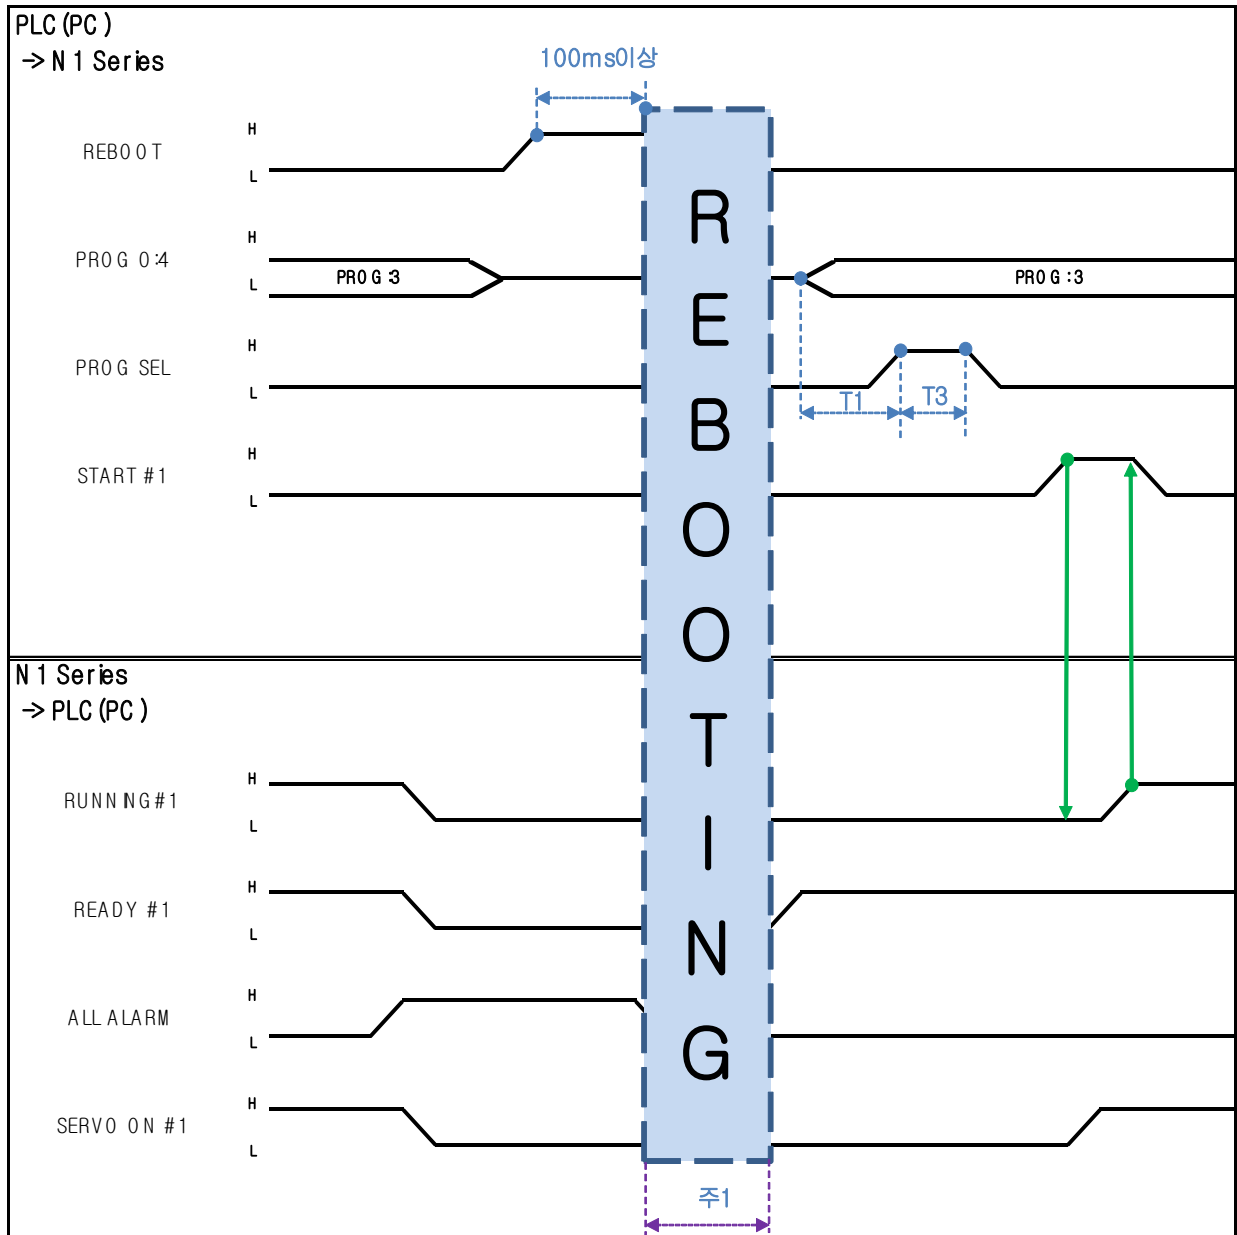 PLC(PC)
-> N1 Series
100ms이상
H
REBOOT
L
H
PROG 0:4
L
PROG:3
PROG:3
H
PROG SEL
L
T1
T3
H
START #1
L
REBOOTING
N1 Series
-> PLC(PC)
H
RUNNING#1
L
H
READY #1
L
H
ALL ALARM
L
H
SERVO ON #1
L
주1